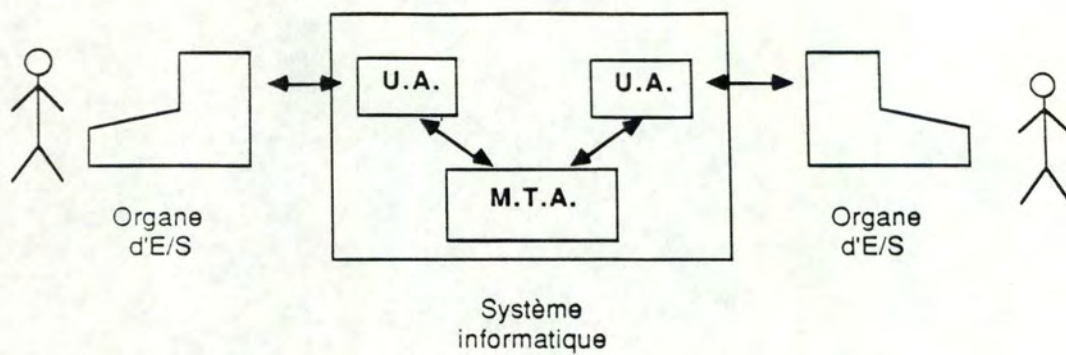 U.A.
U.A.
M.T.A.
Organe
d'E/S
Organe
d'E/S
Système
informatique